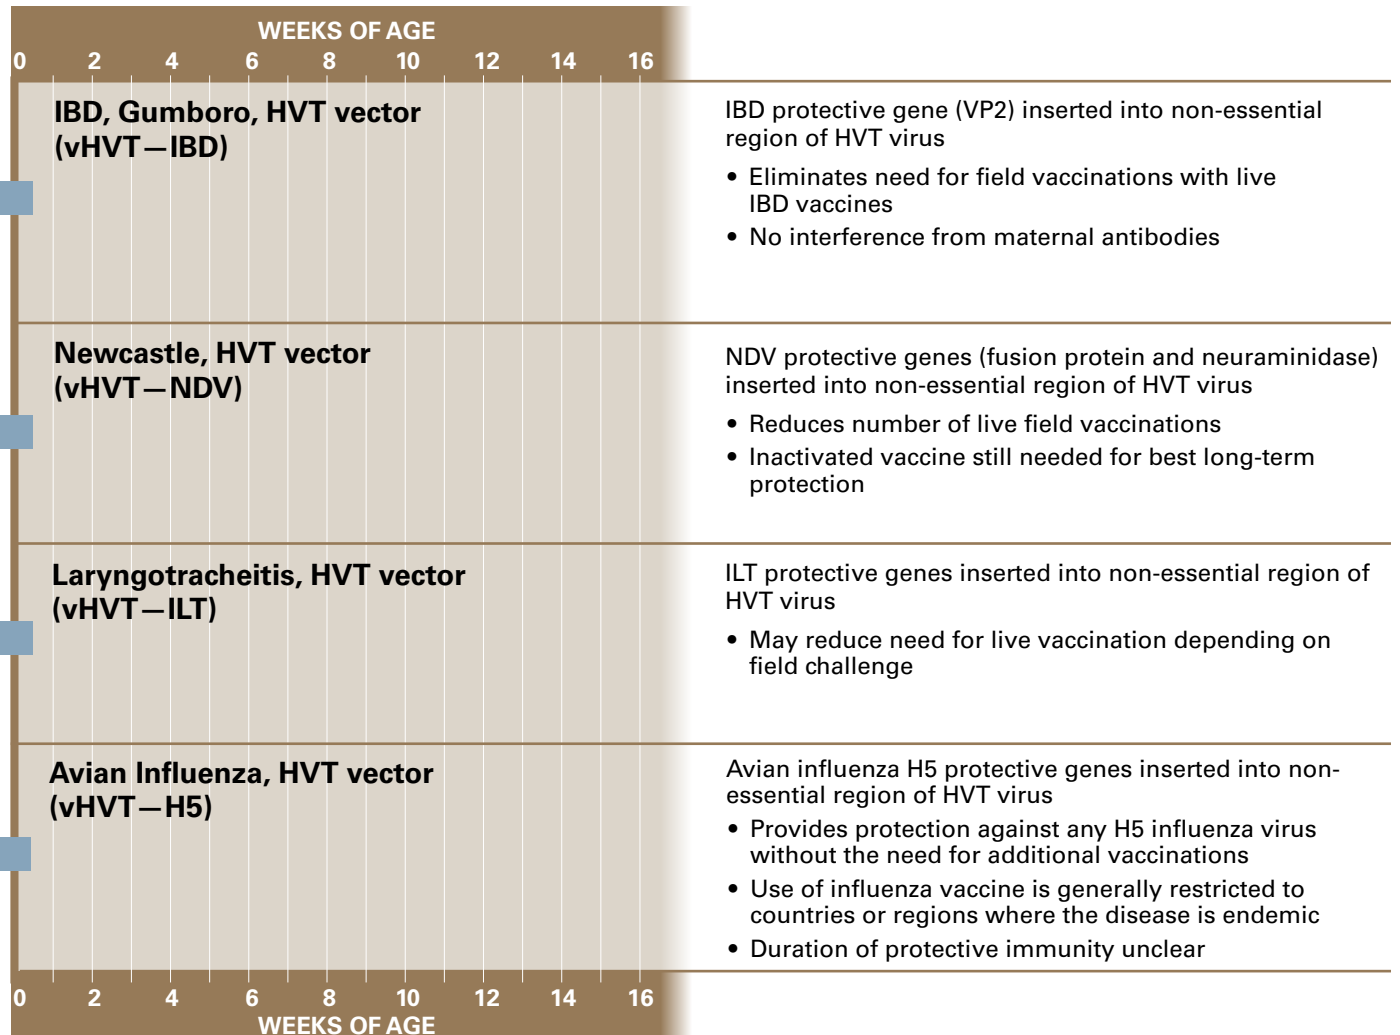 WEEKS OF AGE
0 2 4 6 8 10 12 14 16
IBD, Gumboro, HVT vector
(vHVT—IBD)
IBD protective gene (VP2) inserted into non-essential
region of HVT virus
• Eliminates need for field vaccinations with live
IBD vaccines
• No interference from maternal antibodies
Newcastle, HVT vector
(vHVT—NDV)
NDV protective genes (fusion protein and neuraminidase)
inserted into non-essential region of HVT virus
• Reduces number of live field vaccinations
• Inactivated vaccine still needed for best long-term
protection
Laryngotracheitis, HVT vector
(vHVT—ILT)
ILT protective genes inserted into non-essential region of
HVT virus
• May reduce need for live vaccination depending on
field challenge
Avian Influenza, HVT vector
(vHVT—H5)
Avian influenza H5 protective genes inserted into non-
essential region of HVT virus
• Provides protection against any H5 influenza virus
without the need for additional vaccinations
• Use of influenza vaccine is generally restricted to
countries or regions where the disease is endemic
• Duration of protective immunity unclear
0 2 4 6 8 10 12 14 16
WEEKS OF AGE